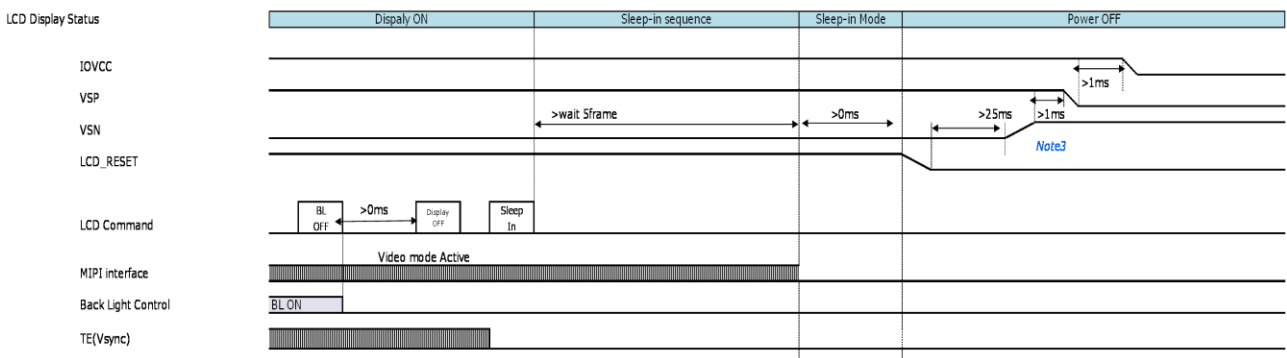 LCD Display Status
Dispaly ON
Sleep-in sequence
Sleep-in Mode
Power OFF
IOVCC
>1ms
VSP
>wait 5frame
>0ms
>25ms
>1ms
VSN
Note3
LCD_RESET
BL
OFF
>0ms
Display
OFF
Sleep
In
LCD Command
Video mode Active
MIPI interface
Back Light Control
BL ON
TE(Vsync)